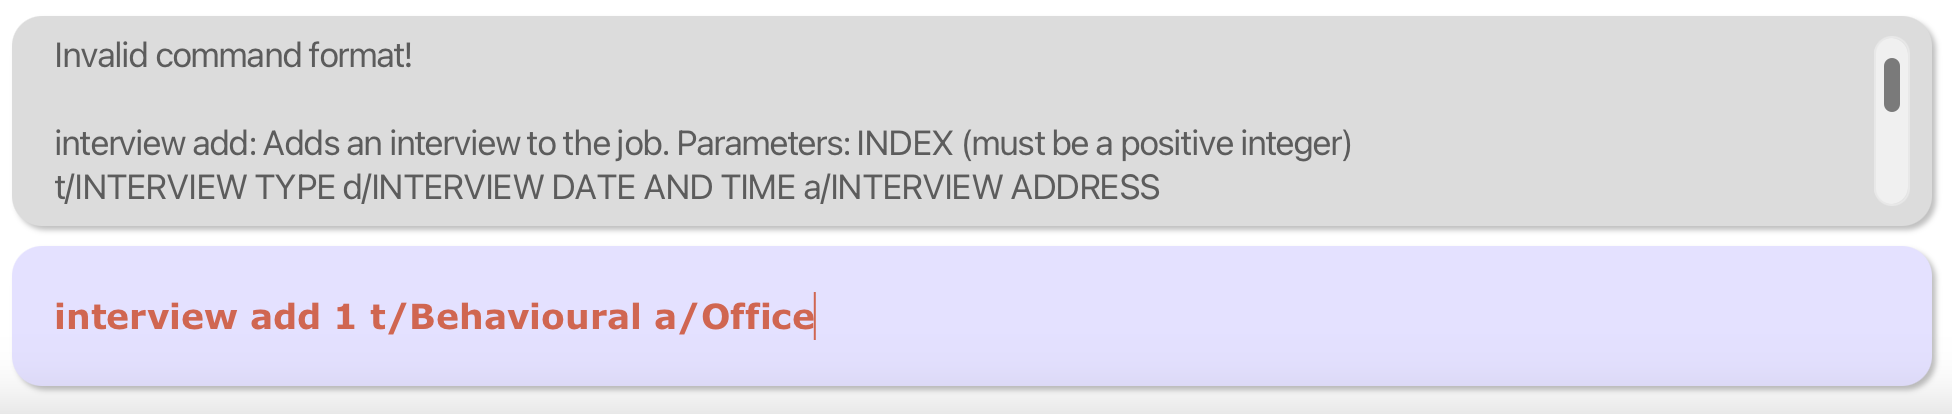 Invalid command format!
interview add: Adds an interview to the job. Parameters: INDEX (must be a positive integer)
t/INTERVIEW TYPE d/INTERVIEW DATE AND TIME a/INTERVIEW ADDRESS
interview add 1 t/Behavioural a/Office